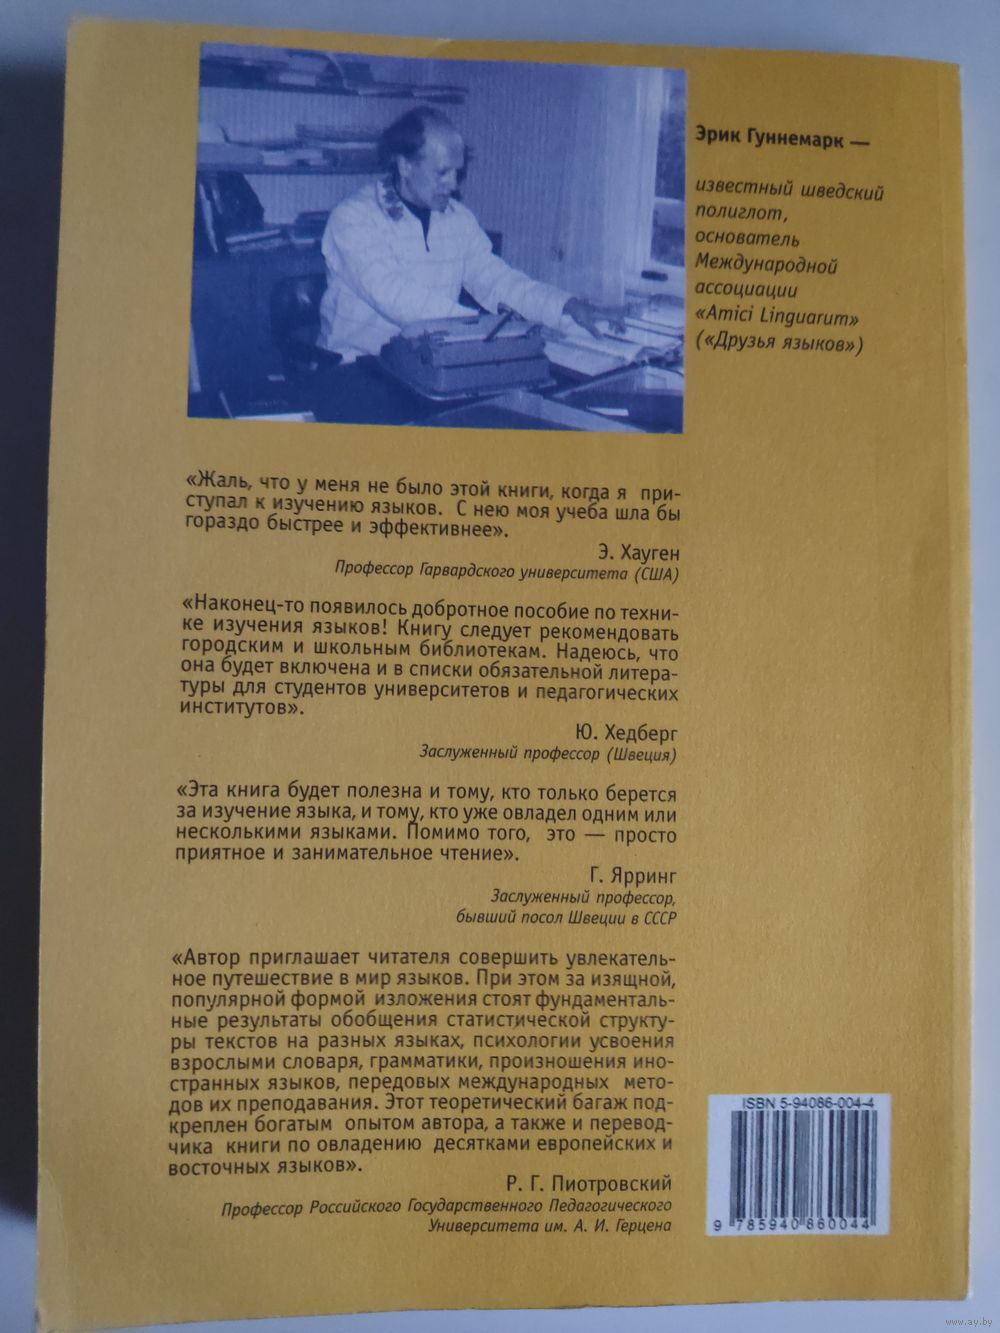 Эрик Гуннемарк —
известный шведский
полиглот,
основатель
Международной
ассоциации
«Amici Linguarum»
(«Друзья языков»)
«Жаль, что у меня не было этой книги, когда я при-
ступал к изучению языков. С нею моя учеба шла бы
гораздо быстрее и эффективнее».
Э. Хауген
Профессор Гарвардского университета (США)
«Наконец-то появилось добротное пособие по техни-
ке изучения языков! Книгу следует рекомендовать
городским и школьным библиотекам. Надеюсь, что
она будет включена и в списки обязательной литера-
туры для студентов университетов и педагогических
институтов».
Ю. Хедберг
Заслуженный профессор (Швеция)
«Эта книга будет полезна и тому, кто только берется
за изучение языка, и тому, кто уже овладел одним или
несколькими языками. Помимо того, это — просто
приятное и занимательное чтение».
Г. Ярринг
Заслуженный профессор,
бывший посол Швеции в СССР
«Автор приглашает читателя совершить увлекатель-
ное путешествие в мир языков. При этом за изящной,
популярной формой изложения стоят фундаменталь-
ные результаты обобщения статистической структу-
ры текстов на разных языках, психологии усвоения
взрослыми словаря, грамматики, произношения ино-
странных языков, передовых международных мето-
дов их преподавания. Этот теоретический багаж под-
креплен богатым опытом автора, а также и перевод-
чика книги по овладению десятками европейских и
восточных языков».
Р. Г. Пиотровский
Профессор Российского Государственного Педагогического
Университета им. А. И. Герцена
ISBN 5-94086-004-4
9 785940 860044
www.ay.by